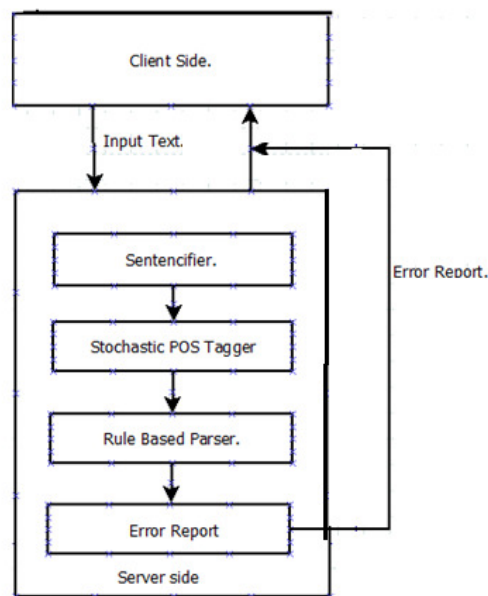 Client Side.
Input Text.
Sentencifier.
Error Report.
Stochastic POS Tagger
Rule Based Parser.
Error Report
Server side